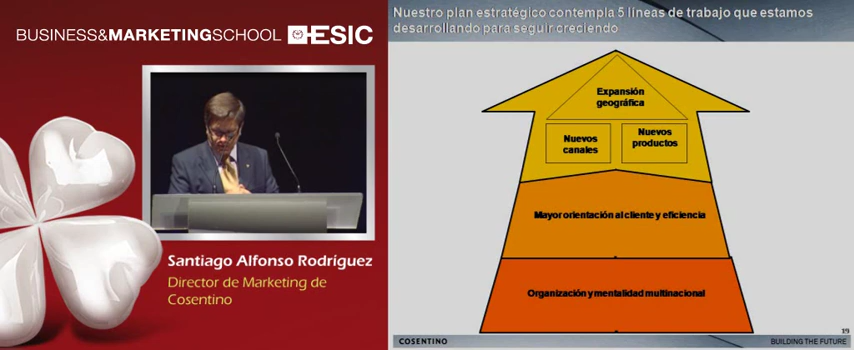 BUSINESS&MARKETINGSCHOOL ESIC
Santiago Alfonso Rodríguez
Director de Marketing de
Cosentino
Nuestro plan estratégico contempla 5 líneas de trabajo que estamos
desarrollando para seguir creciendo
Expansión
geográfica
Nuevos
canales
Nuevos
productos
Mayor orientación al cliente y eficiencia
Organización y mentalidad multinacional
19
COSENTINO
BUILDING THE FUTURE